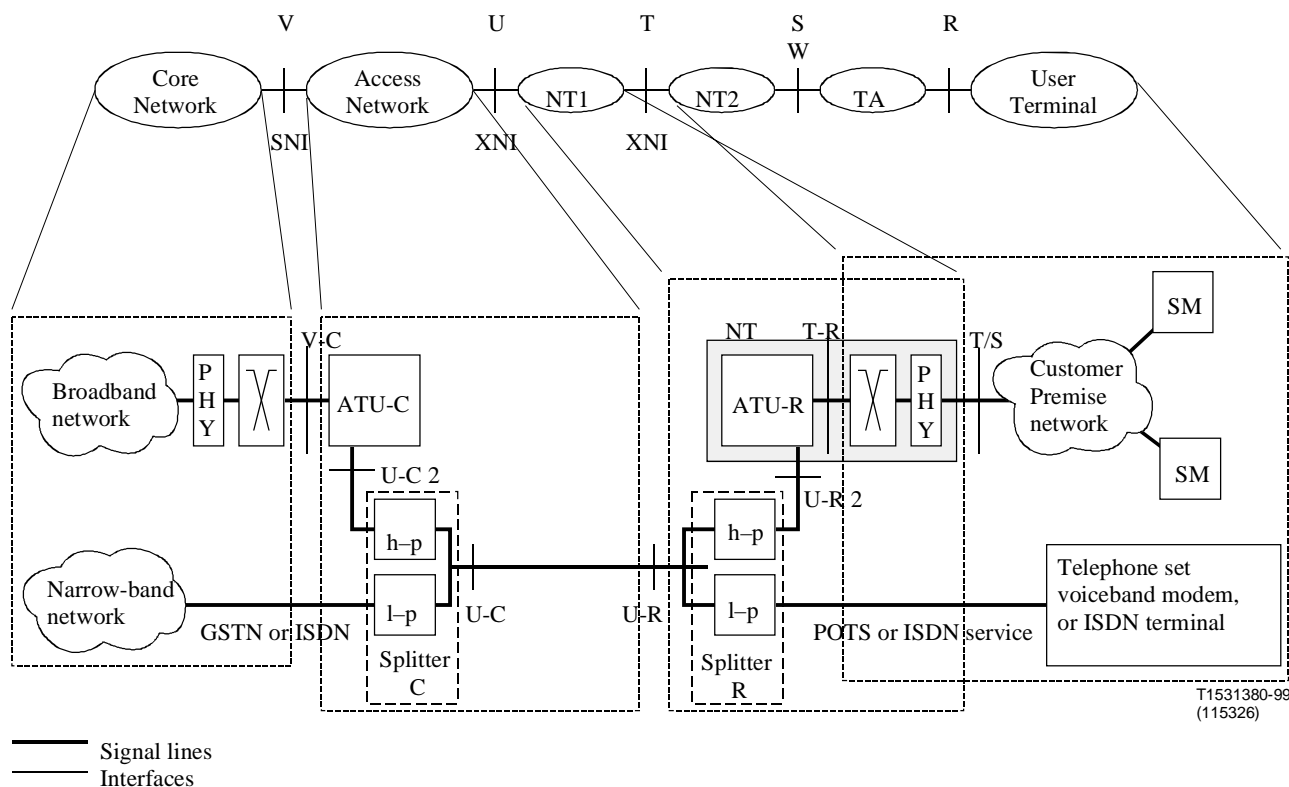 V
U
T
S
W
R
Core
Network
Access
Network
NT1
NT2
TA
User
Terminal
SNI
XNI
XNI
V-C
NT
T-R
T/S
Broadband
network
P
H
Y
ATU-C
ATU-R
P
H
Y
Customer
Premise
network
SM
SM
U-C 2
U-R 2
h–p
h–p
Narrow-band
network
l–p
l–p
GSTN or ISDN
U-C
U-R
POTS or ISDN service
Telephone set
voiceband modem,
or ISDN terminal
Splitter
C
Splitter
R
T1531380-99
(115326)
Signal lines
Interfaces